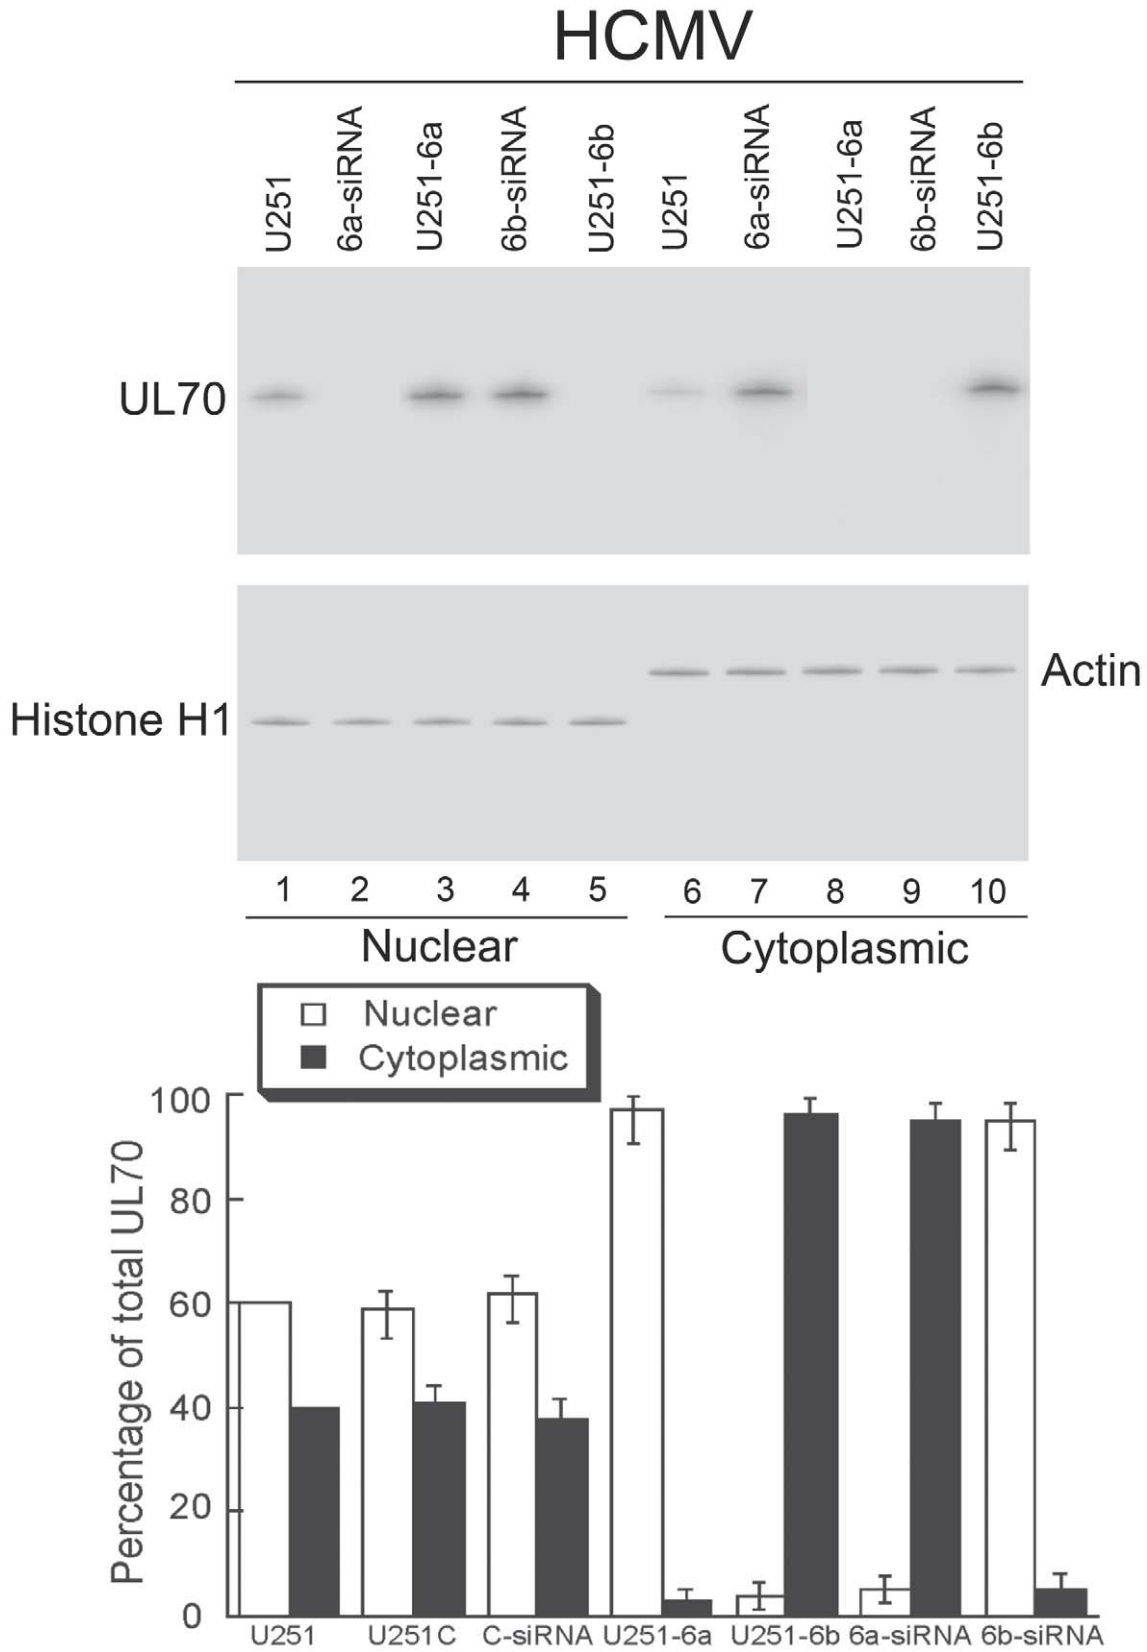 HCMV
U251 6a-siRNA U251-6a 6b-siRNA U251-6b U251 6a-siRNA U251-6a 6b-siRNA U251-6b
UL70
Actin
Histone H1
1 2 3 4 5 6 7 8 9 10
Nuclear Cytoplasmic
Nuclear
Cytoplasmic
Percentage of total UL70
100
80
60
40
20
0
U251 U251C C-siRNA U251-6a U251-6b 6a-siRNA 6b-siRNA